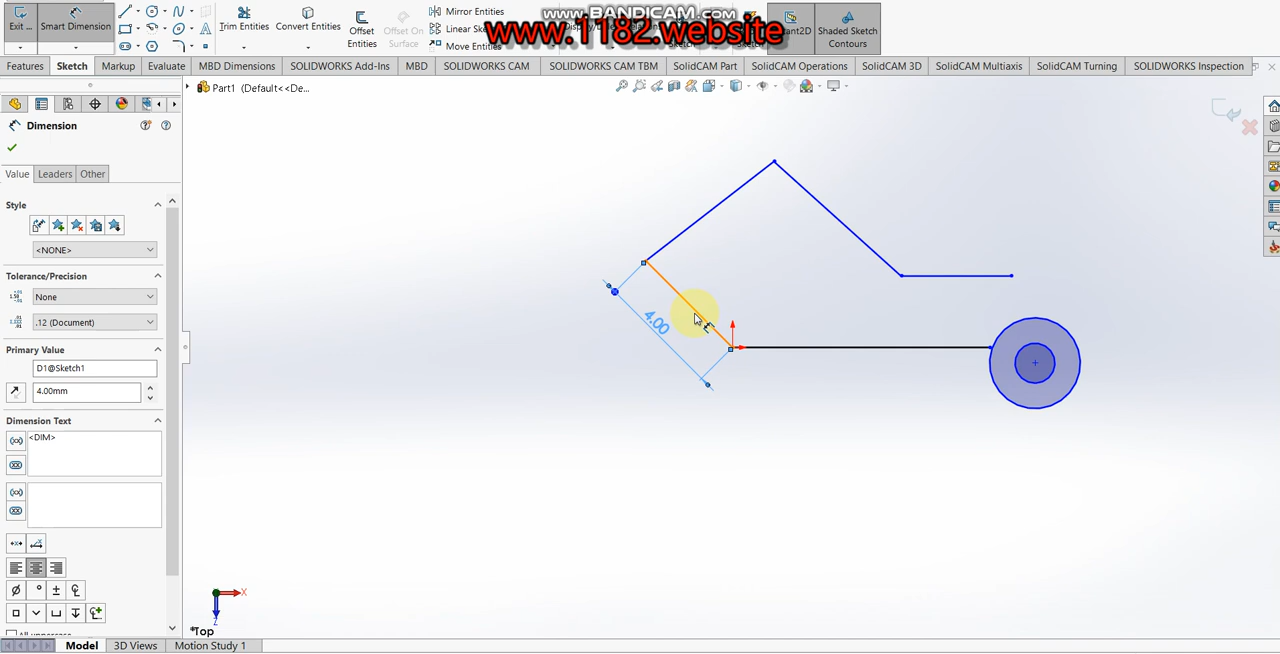 www.BANDICAM.com
www.1182.website
Exit ...
Smart Dimension
Trim Entities
Convert Entities
Offset Entities
Offset On Surface
Mirror Entities
Linear Sk
Move Entities
Instant2D
Shaded Sketch Contours
Features
Sketch
Markup
Evaluate
MBD Dimensions
SOLIDWORKS Add-Ins
MBD
SOLIDWORKS CAM
SOLIDWORKS CAM TBM
SolidCAM Part
SolidCAM Operations
SolidCAM 3D
SolidCAM Multiaxis
SolidCAM Turning
SOLIDWORKS Inspection
Part1 (Default<<De...
Dimension
Value
Leaders
Other
Style
<NONE>
Tolerance/Precision
None
.12 (Document)
Primary Value
D1@Sketch1
4.00mm
Dimension Text
<DIM>
4.00
X
Z
*Top
Model
3D Views
Motion Study 1